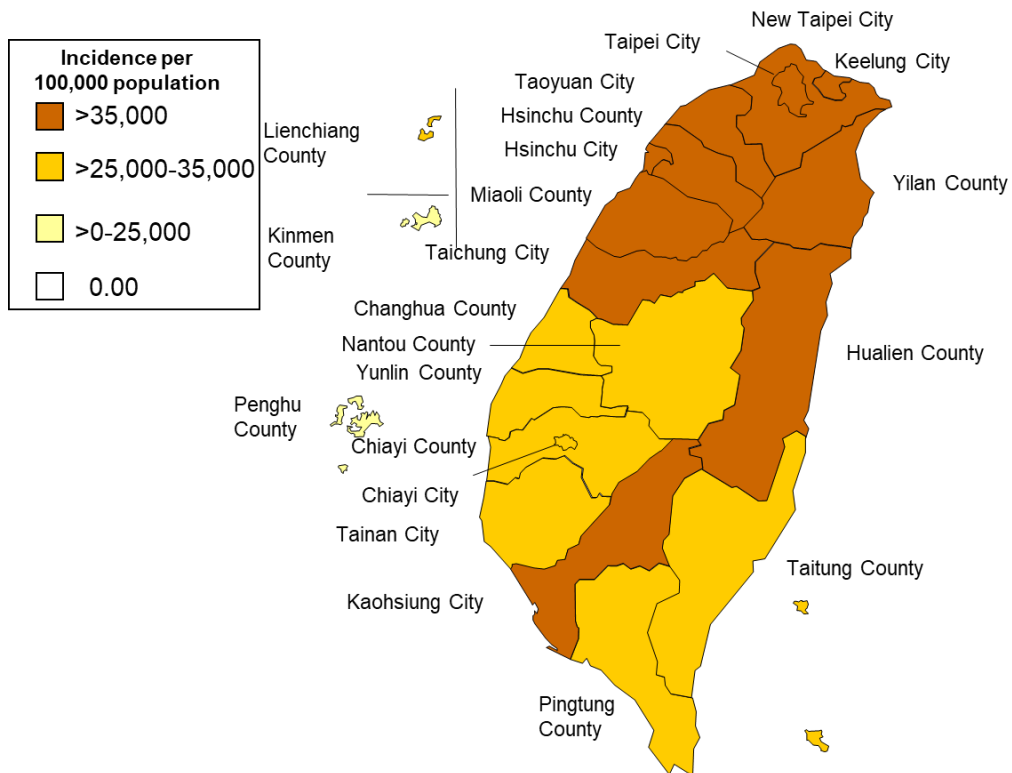 Incidence per
100,000 population
>35,000
>25,000-35,000
>0-25,000
0.00
New Taipei City
Taipei City
Keelung City
Taoyuan City
Hsinchu County
Lienchiang
County
Hsinchu City
Miaoli County
Yilan County
Kinmen
County
Taichung City
Changhua County
Nantou County
Hualien County
Yunlin County
Penghu
County
Chiayi County
Chiayi City
Tainan City
Taitung County
Kaohsiung City
Pingtung
County